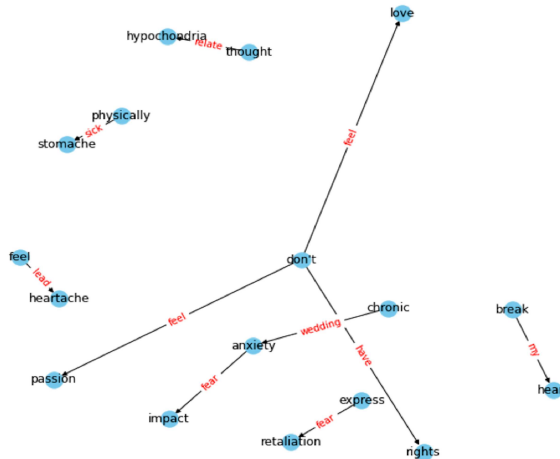 love
hypochondria
relate
thought
physically
sick
stomache
feel
feel
lead
heartache
don't
chronic
break
wedding
feel
anxiety
have
my
passion
fear
hear
express
impact
fear
retaliation
rights